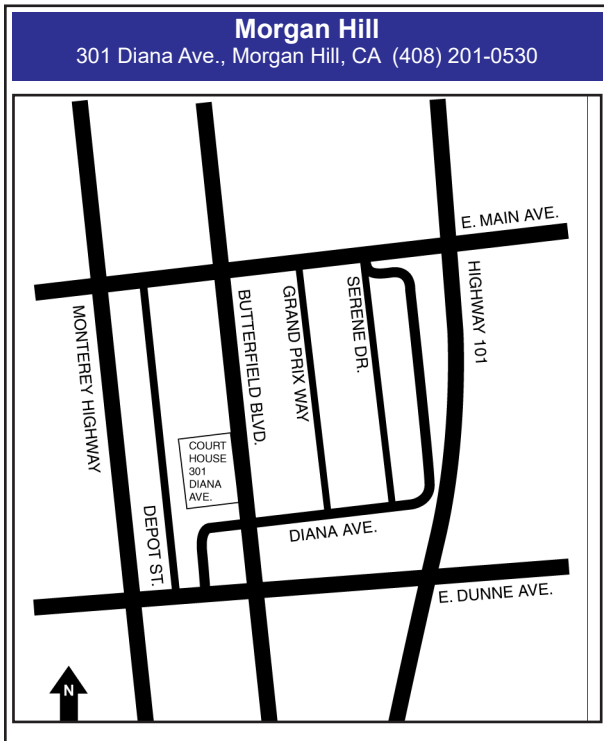 Morgan Hill
301 Diana Ave., Morgan Hill, CA (408) 201-0530
E. MAIN AVE.
MONTEREY HIGHWAY
BUTTERFIELD BLVD.
GRAND PRIX WAY
SERENE DR.
HIGHWAY 101
COURT
HOUSE
301
DIANA
AVE.
DEPOT ST.
DIANA AVE.
E. DUNNE AVE.
N